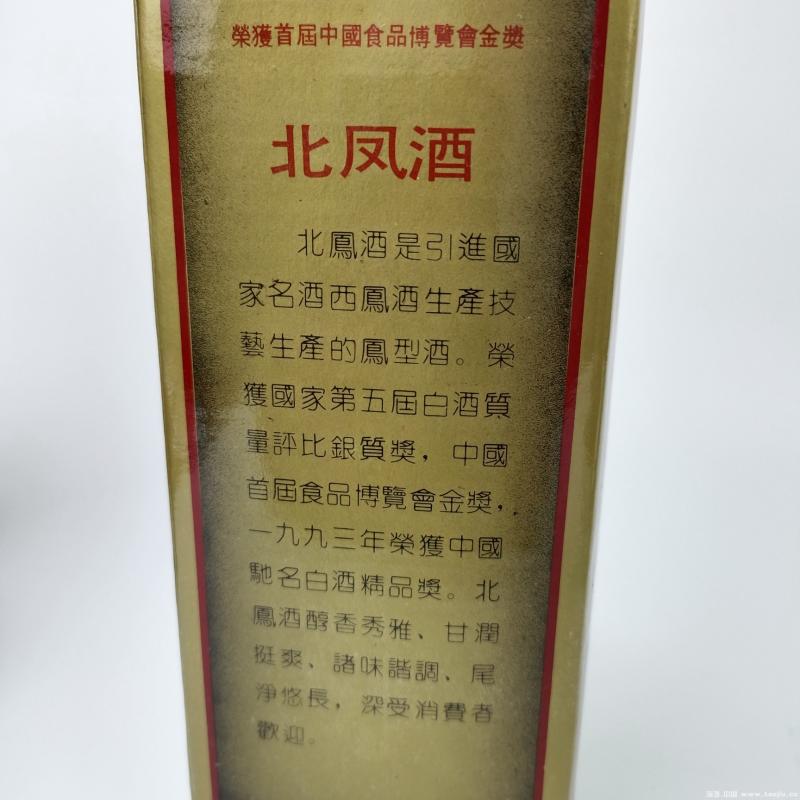 榮獲首屆中國食品博覽會金獎
北凤酒
北鳳酒是引進國
家名酒西鳳酒生產技
藝生產的鳳型酒。榮
獲國家第五屆白酒質
量評比銀質獎，中國
首屆食品博覽會金獎，
一九九三年榮獲中國
馳名白酒精品獎。北
鳳酒醇香秀雅、甘潤
挺爽、諸味諧調、尾
淨悠長，深受消費者
歡迎。